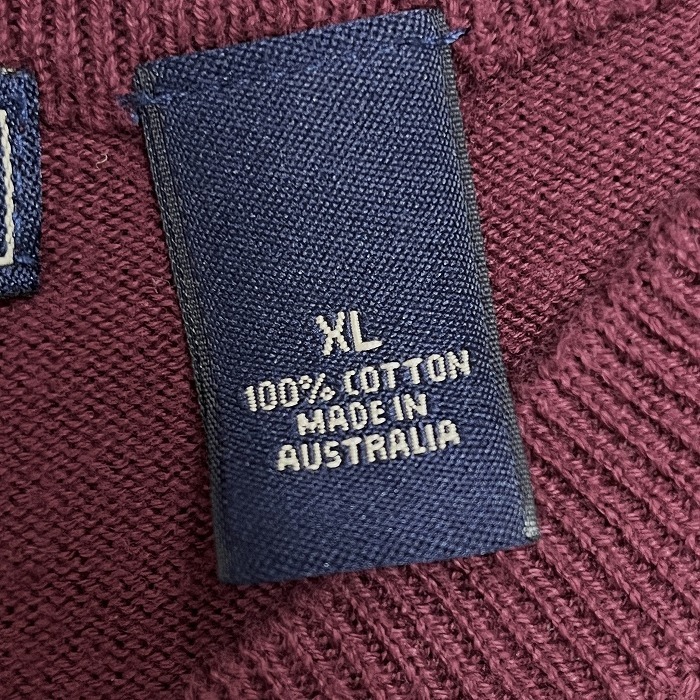 XL
100% COTTON
MADE IN
AUSTRALIA